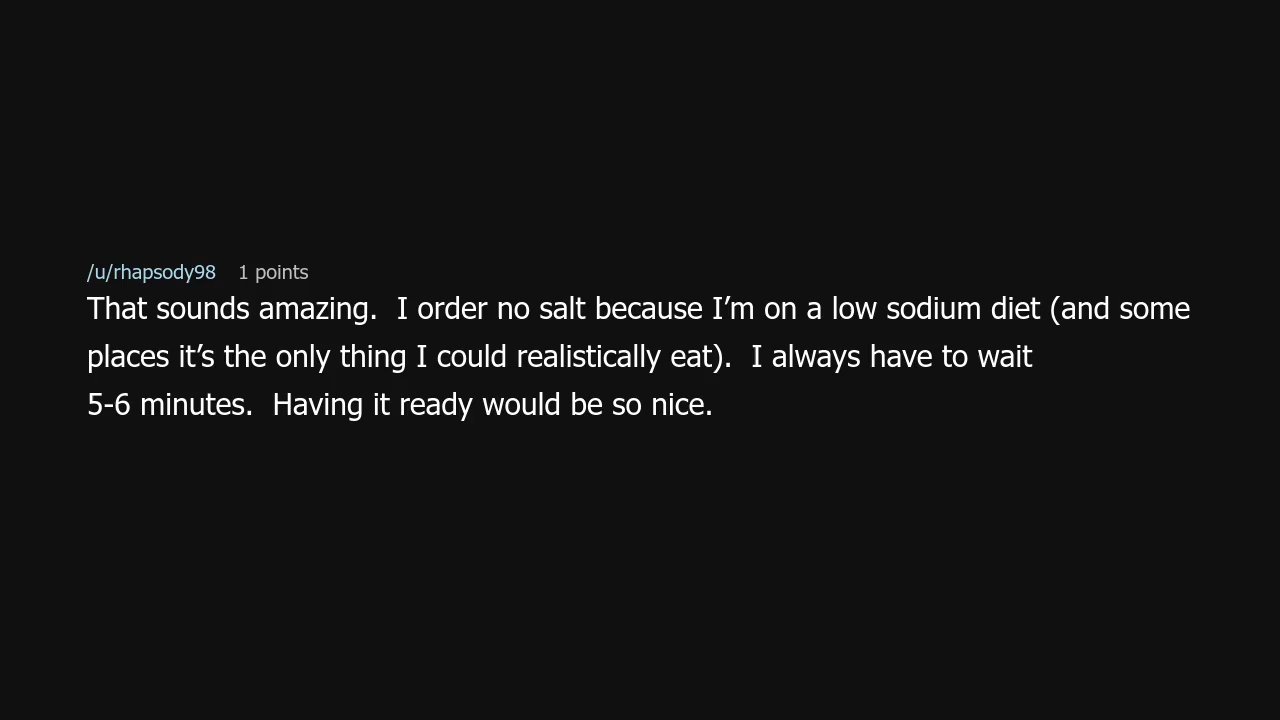 /u/rhapsody98 1 points
That sounds amazing.  I order no salt because I’m on a low sodium diet (and some
places it’s the only thing I could realistically eat).  I always have to wait
5-6 minutes.  Having it ready would be so nice.